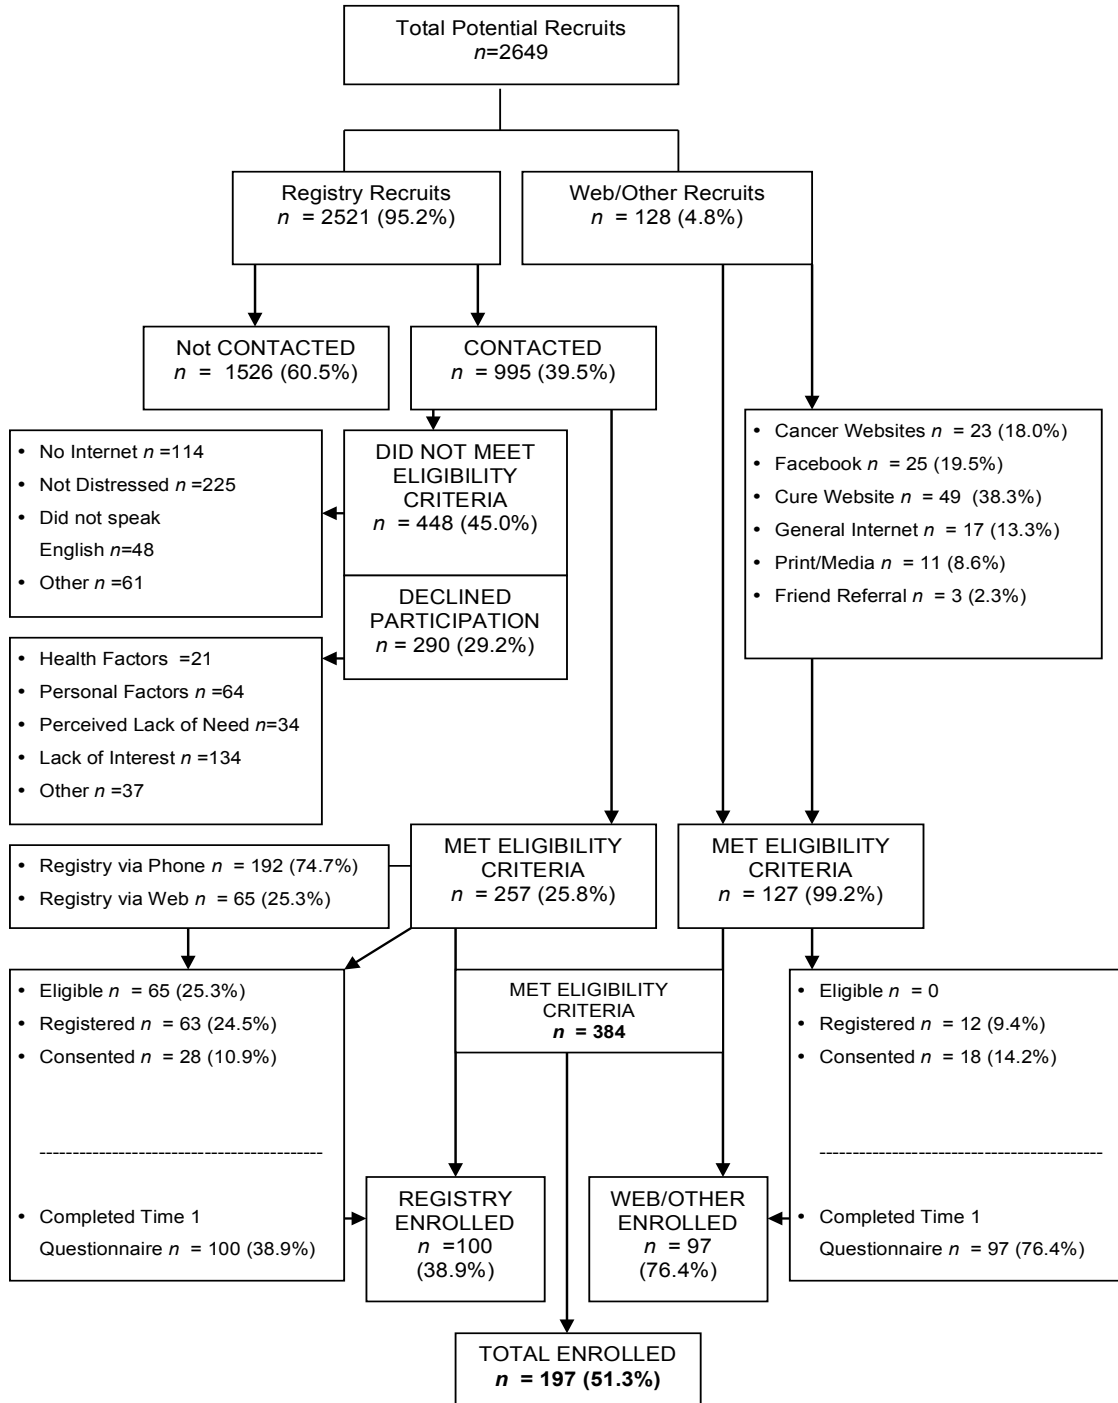 Total Potential Recruits
n=2649
Registry Recruits
n = 2521 (95.2%)
Web/Other Recruits
n = 128 (4.8%)
Not CONTACTED
n = 1526 (60.5%)
CONTACTED
n = 995 (39.5%)
• No Internet n =114
• Not Distressed n =225
• Did not speak
English n=48
• Other n =61
DID NOT MEET
ELIGIBILITY
CRITERIA
n = 448 (45.0%)
• Cancer Websites n = 23 (18.0%)
• Facebook n = 25 (19.5%)
• Cure Website n = 49 (38.3%)
• General Internet n = 17 (13.3%)
• Print/Media n = 11 (8.6%)
• Friend Referral n = 3 (2.3%)
DECLINED
PARTICIPATION
n = 290 (29.2%)
• Health Factors =21
• Personal Factors n =64
• Perceived Lack of Need n=34
• Lack of Interest n =134
• Other n =37
• Registry via Phone n = 192 (74.7%)
• Registry via Web n = 65 (25.3%)
MET ELIGIBILITY
CRITERIA
n = 257 (25.8%)
MET ELIGIBILITY
CRITERIA
n = 127 (99.2%)
• Eligible n = 65 (25.3%)
• Registered n = 63 (24.5%)
• Consented n = 28 (10.9%)
-------------------------------------------
• Completed Time 1
Questionnaire n = 100 (38.9%)
MET ELIGIBILITY
CRITERIA
n = 384
• Eligible n = 0
• Registered n = 12 (9.4%)
• Consented n = 18 (14.2%)
-------------------------------------------
• Completed Time 1
Questionnaire n = 97 (76.4%)
REGISTRY
ENROLLED
n =100
(38.9%)
WEB/OTHER
ENROLLED
n = 97
(76.4%)
TOTAL ENROLLED
n = 197 (51.3%)